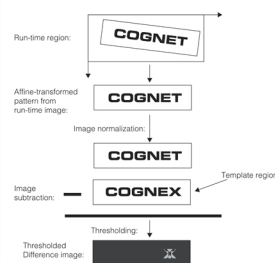 Run-time region:
COGNET
Affine-transformed
pattern from
run-time image:
COGNET
Image normalization:
COGNET
Template region
Image
subtraction:
COGNEX
Thresholding:
Thresholded
Difference image: